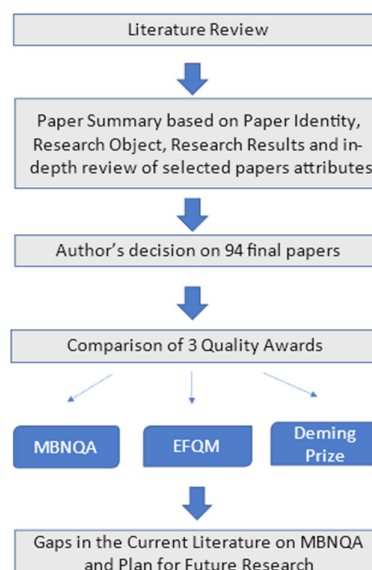 Literature Review
Paper Summary based on Paper Identity,
Research Object, Research Results and in-
depth review of selected papers attributes
Author's decision on 94 final papers
Comparison of 3 Quality Awards
MBNQA
EFQM
Deming
Prize
Gaps in the Current Literature on MBNQA
and Plan for Future Research